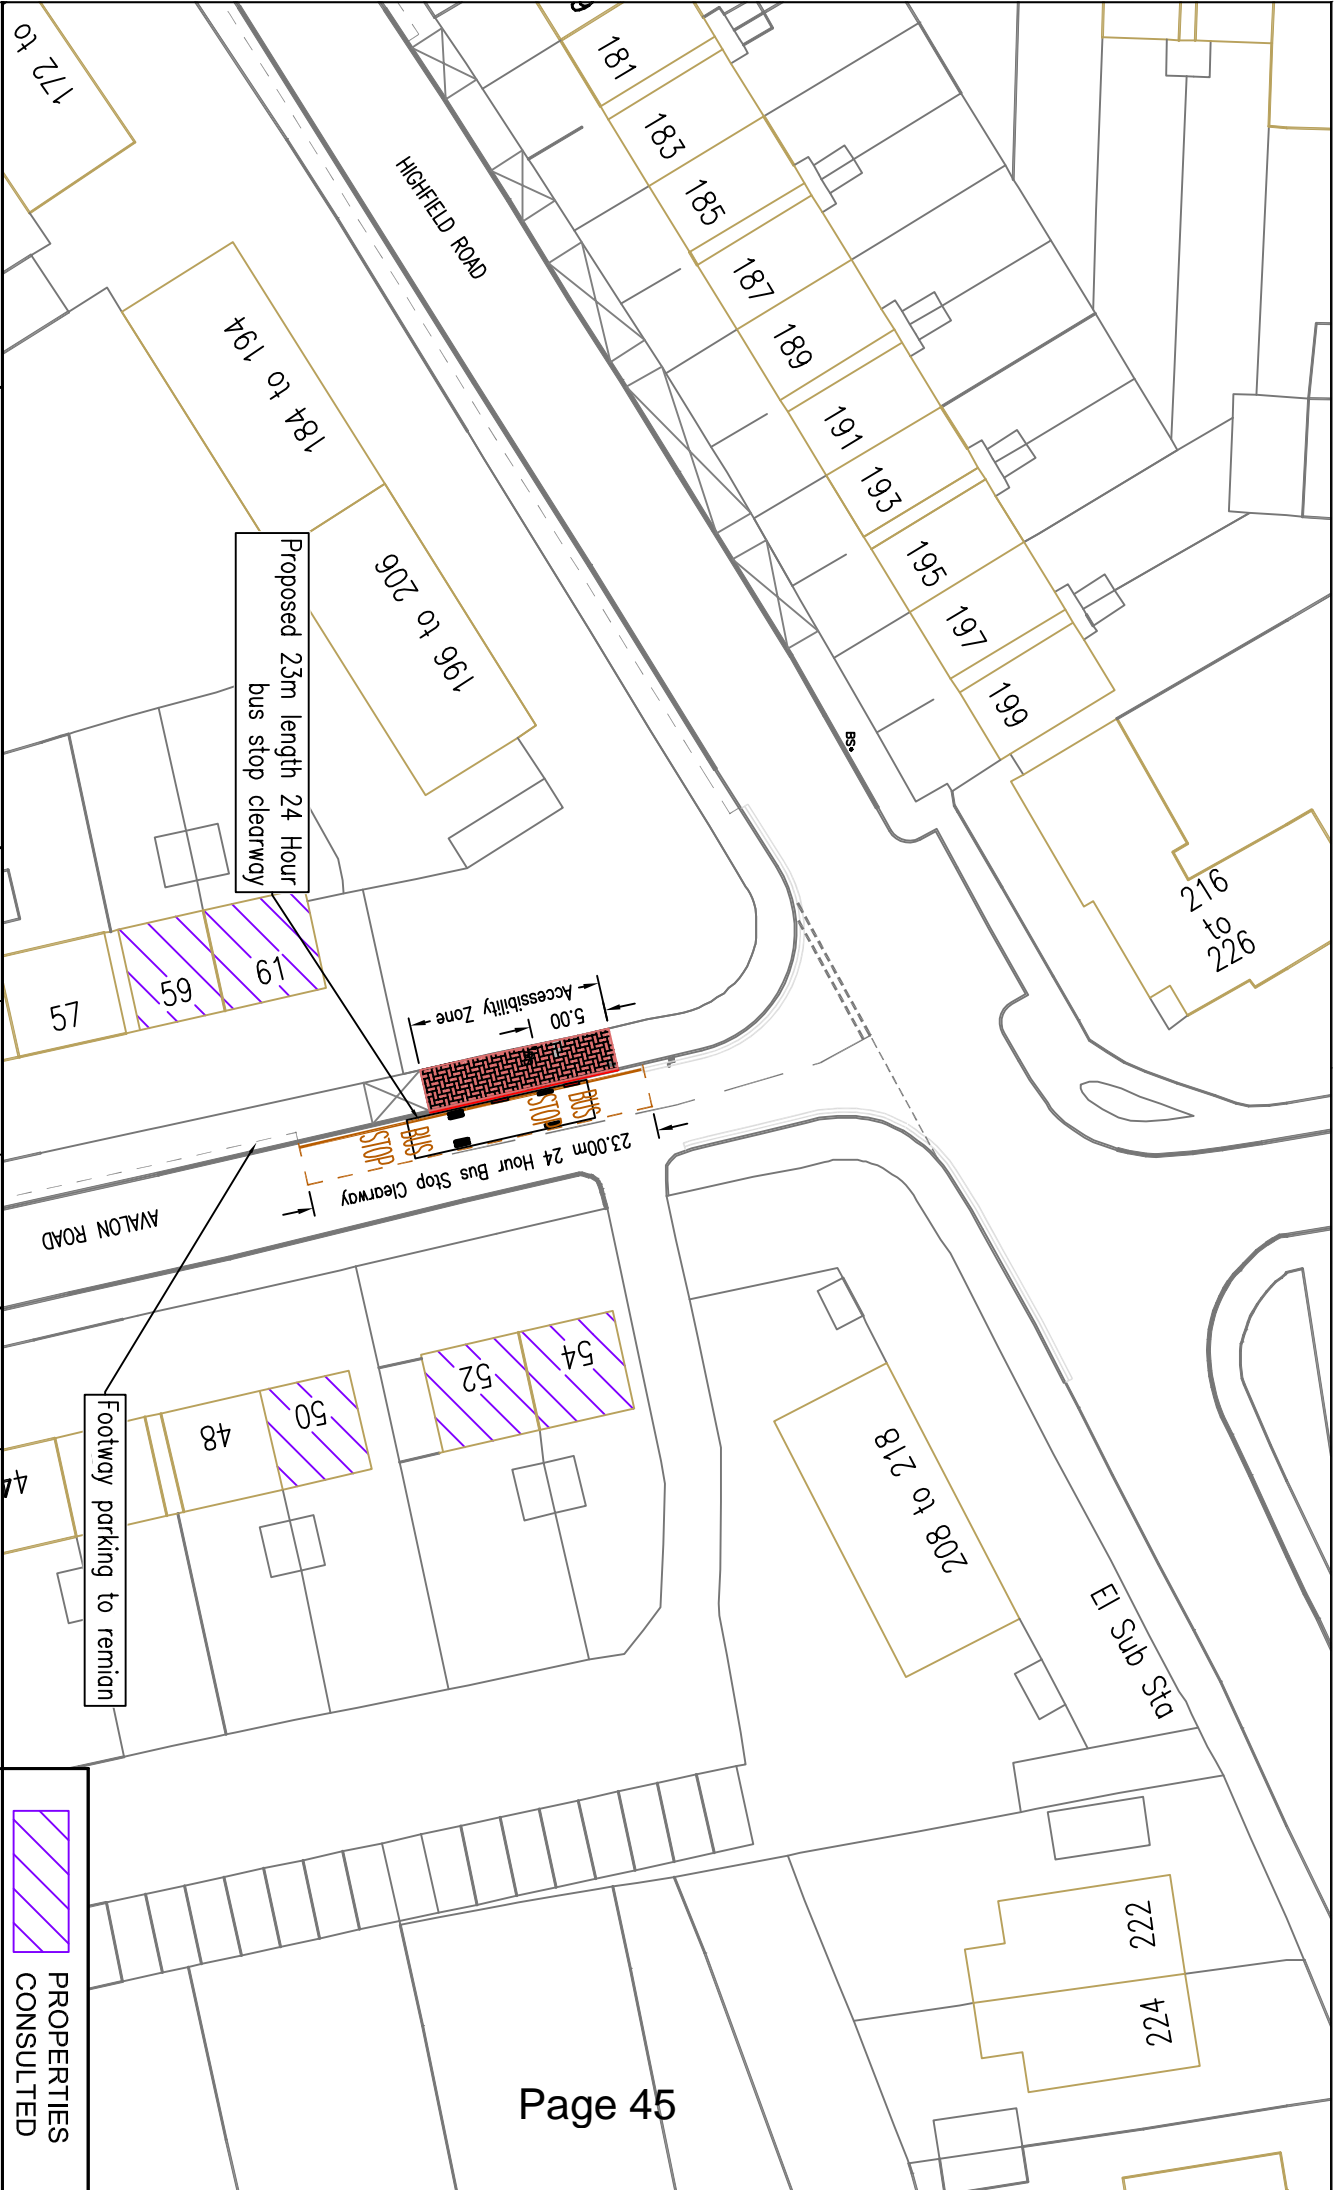 172 to
181
183
185
187
189
191
193
195
197
199
HIGHFIELD ROAD
184 to 194
196 to 206
BS
216
to
226
Proposed 23m length 24 Hour
bus stop clearway
57
59
61
Accessibility Zone
5.00
BUS
STOP
BUS
STOP
23.00m 24 Hour Bus Stop Clearway
AVALON ROAD
54
52
50
48
44
208 to 218
El Sub Sta
Footway parking to remian
222
224
PROPERTIES
CONSULTED
Page 45